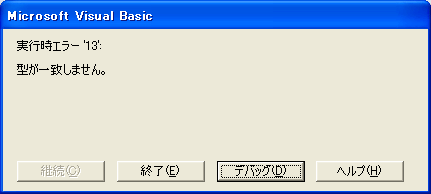 Microsoft Visual Basic
実行時エラー '13':
型が一致しません。
継続(C) 終了(E) デバッグ(D) ヘルプ(H)